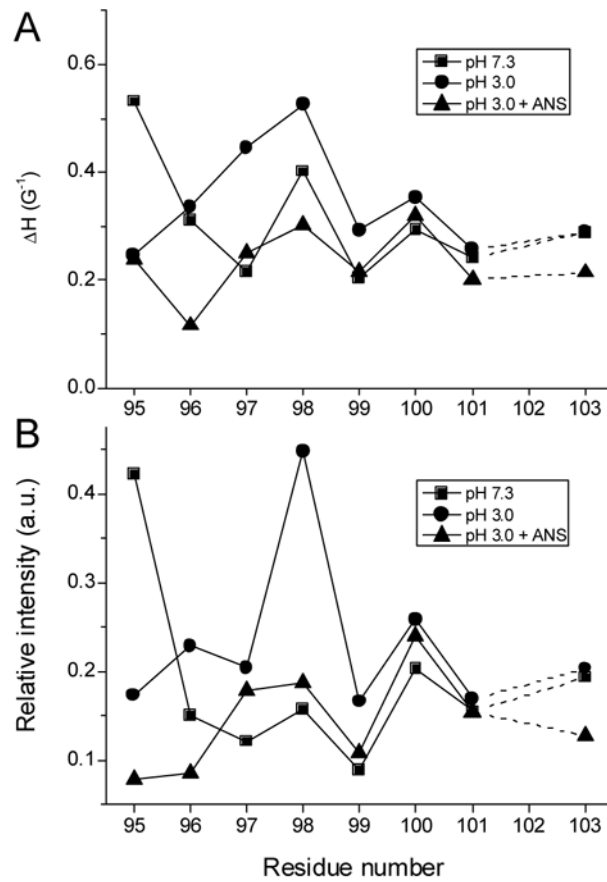 A
0.6
0.4
0.2
0.0
ΔH (G⁻¹)
pH 7.3
pH 3.0
pH 3.0 + ANS
95 96 97 98 99 100 101 102 103
B
0.4
0.3
0.2
0.1
Relative intensity (a.u.)
pH 7.3
pH 3.0
pH 3.0 + ANS
95 96 97 98 99 100 101 102 103
Residue number